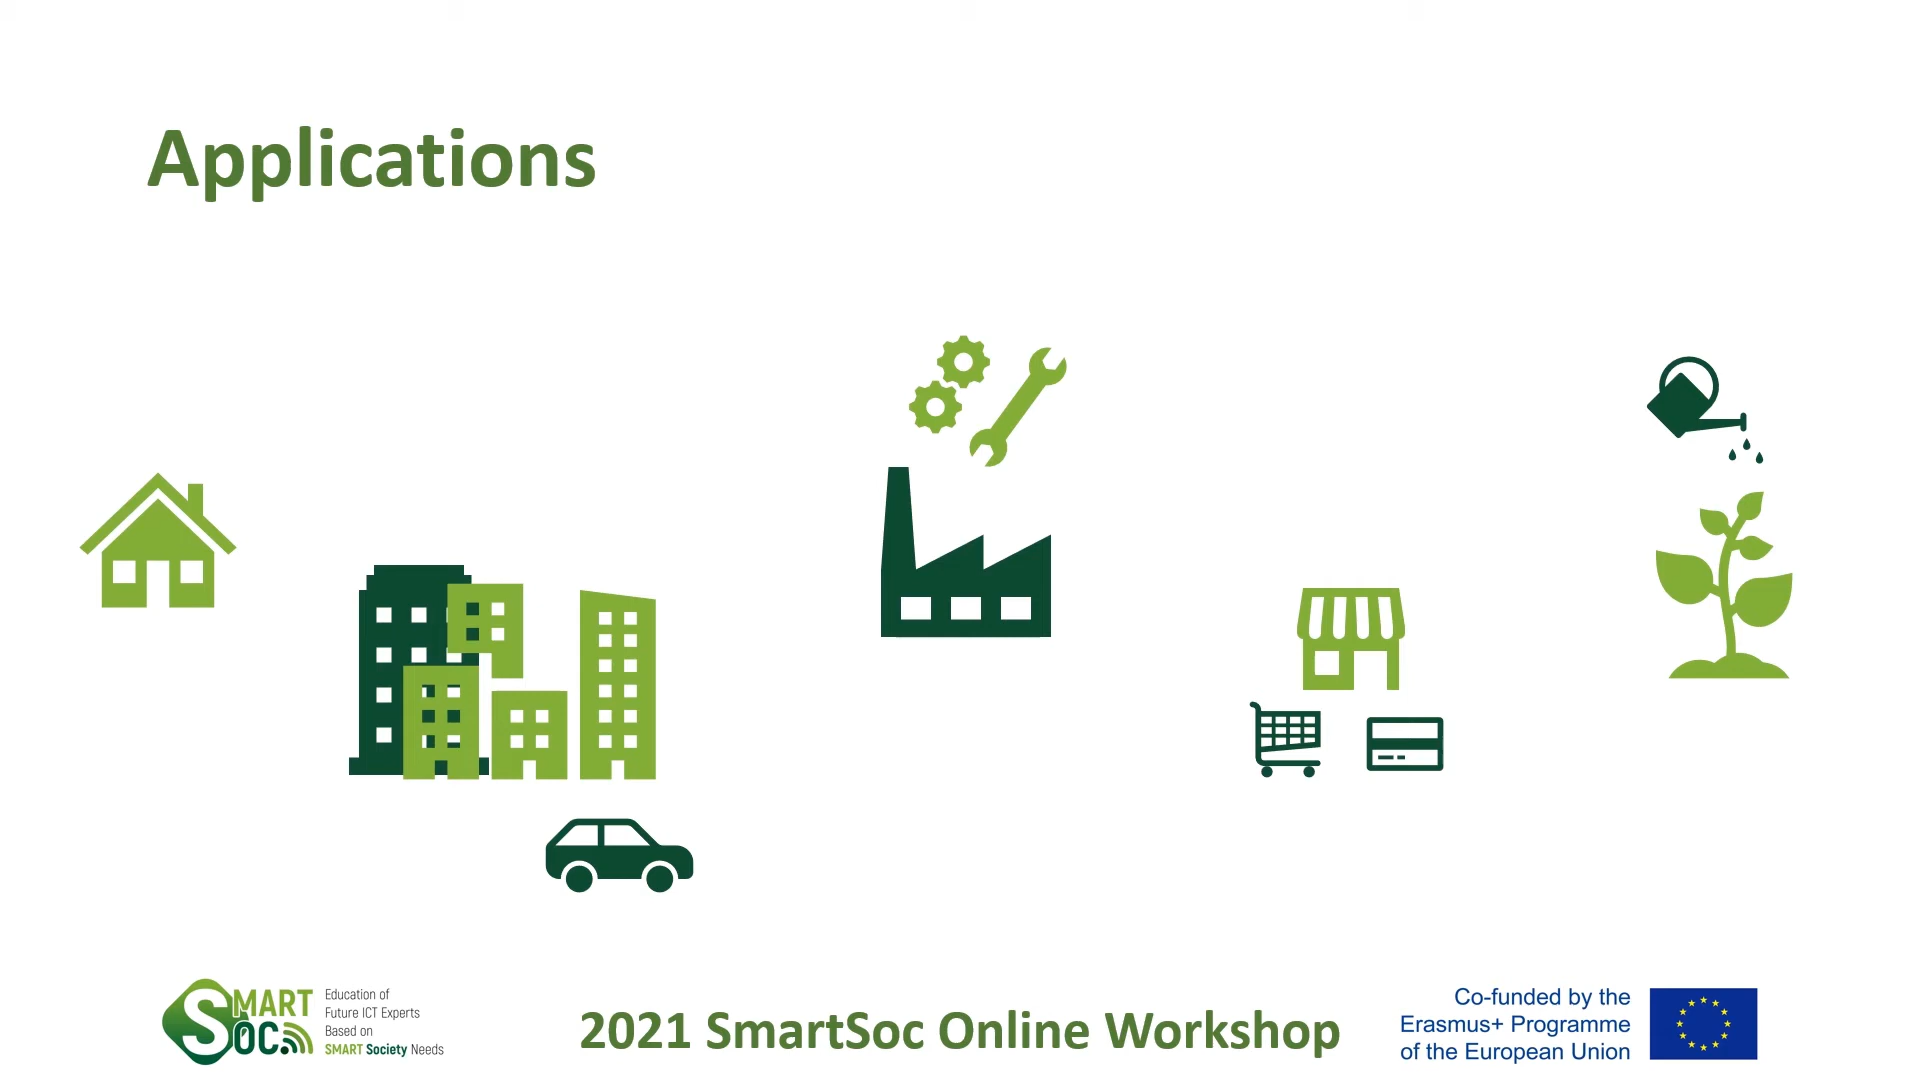 Applications
SMART
SOC.
Education of
Future ICT Experts
Based on
SMART Society Needs
2021 SmartSoc Online Workshop
Co-funded by the
Erasmus+ Programme
of the European Union